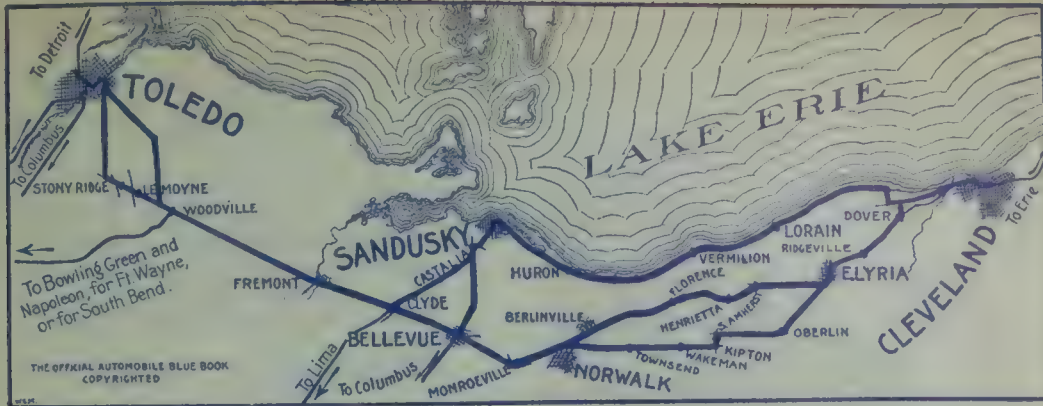 To Detroit
TOLEDO
To Columbus
STONY RIDGE
LEMOYNE
WOODVILLE
To Bowling Green and
Napoleon, for Ft. Wayne,
or for South Bend.
LAKE ERIE
FREMONT
SANDUSKY
CASTALIA
CLYDE
BELLEVUE
To Lima
To Columbus
MONROEVILLE
HURON
BERLINVILLE
NORWALK
TOWNSEND
WAKEMAN
KIPTON
FLORENCE
HENRIETTA
S. AMHERST
OBERLIN
VERMILION
LORAIN
RIDGEVILLE
DOVER
ELYRIA
CLEVELAND
To Erie
THE OFFICIAL AUTOMOBILE BLUE BOOK
COPYRIGHTED